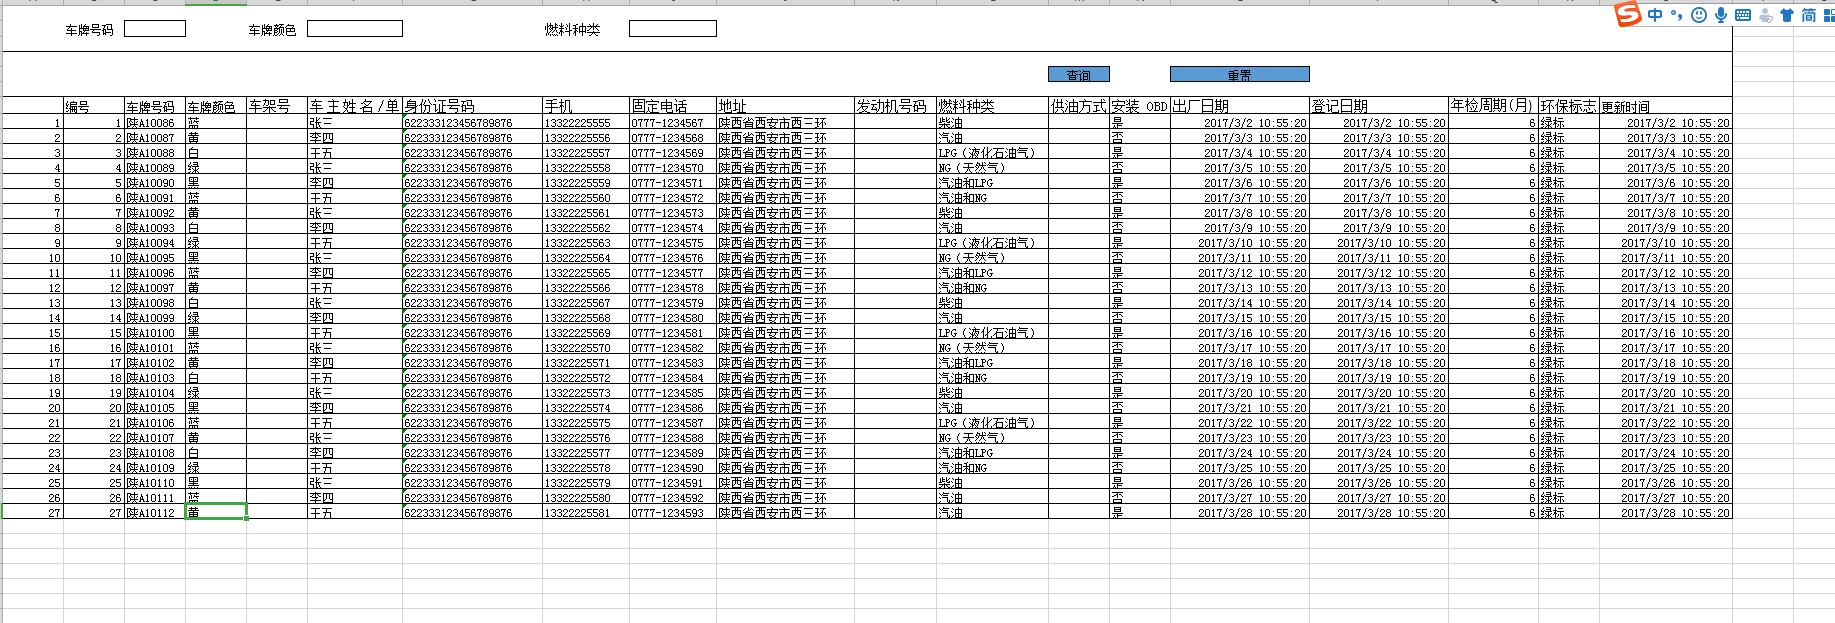 车牌号码 车牌颜色 燃料种类
中 简
查询 重置
编号 车牌号码 车牌颜色 车架号 车主姓名/单 身份证号码 手机 固定电话 地址 发动机号码 燃料种类 供油方式 安装 OBD 出厂日期 登记日期 年检周期(月) 环保标志 更新时间
1 1 陕A10086 蓝 张三 622333123456789876 13322225555 0777-1234567 陕西省西安市西三环 柴油 是 2017/3/2 10:55:20 2017/3/2 10:55:20 6 绿标 2017/3/2 10:55:20
2 2 陕A10087 黄 李四 622333123456789876 13322225556 0777-1234568 陕西省西安市西三环 汽油 否 2017/3/3 10:55:20 2017/3/3 10:55:20 6 绿标 2017/3/3 10:55:20
3 3 陕A10088 白 王五 622333123456789876 13322225557 0777-1234569 陕西省西安市西三环 LPG（液化石油气） 是 2017/3/4 10:55:20 2017/3/4 10:55:20 6 绿标 2017/3/4 10:55:20
4 4 陕A10089 绿 张三 622333123456789876 13322225558 0777-1234570 陕西省西安市西三环 NG（天然气） 否 2017/3/5 10:55:20 2017/3/5 10:55:20 6 绿标 2017/3/5 10:55:20
5 5 陕A10090 黑 李四 622333123456789876 13322225559 0777-1234571 陕西省西安市西三环 汽油和LPG 是 2017/3/6 10:55:20 2017/3/6 10:55:20 6 绿标 2017/3/6 10:55:20
6 6 陕A10091 蓝 王五 622333123456789876 13322225560 0777-1234572 陕西省西安市西三环 汽油和NG 否 2017/3/7 10:55:20 2017/3/7 10:55:20 6 绿标 2017/3/7 10:55:20
7 7 陕A10092 黄 张三 622333123456789876 13322225561 0777-1234573 陕西省西安市西三环 柴油 是 2017/3/8 10:55:20 2017/3/8 10:55:20 6 绿标 2017/3/8 10:55:20
8 8 陕A10093 白 李四 622333123456789876 13322225562 0777-1234574 陕西省西安市西三环 汽油 否 2017/3/9 10:55:20 2017/3/9 10:55:20 6 绿标 2017/3/9 10:55:20
9 9 陕A10094 绿 王五 622333123456789876 13322225563 0777-1234575 陕西省西安市西三环 LPG（液化石油气） 是 2017/3/10 10:55:20 2017/3/10 10:55:20 6 绿标 2017/3/10 10:55:20
10 10 陕A10095 黑 张三 622333123456789876 13322225564 0777-1234576 陕西省西安市西三环 NG（天然气） 否 2017/3/11 10:55:20 2017/3/11 10:55:20 6 绿标 2017/3/11 10:55:20
11 11 陕A10096 蓝 李四 622333123456789876 13322225565 0777-1234577 陕西省西安市西三环 汽油和LPG 是 2017/3/12 10:55:20 2017/3/12 10:55:20 6 绿标 2017/3/12 10:55:20
12 12 陕A10097 黄 王五 622333123456789876 13322225566 0777-1234578 陕西省西安市西三环 汽油和NG 否 2017/3/13 10:55:20 2017/3/13 10:55:20 6 绿标 2017/3/13 10:55:20
13 13 陕A10098 白 张三 622333123456789876 13322225567 0777-1234579 陕西省西安市西三环 柴油 是 2017/3/14 10:55:20 2017/3/14 10:55:20 6 绿标 2017/3/14 10:55:20
14 14 陕A10099 绿 李四 622333123456789876 13322225568 0777-1234580 陕西省西安市西三环 汽油 否 2017/3/15 10:55:20 2017/3/15 10:55:20 6 绿标 2017/3/15 10:55:20
15 15 陕A10100 黑 王五 622333123456789876 13322225569 0777-1234581 陕西省西安市西三环 LPG（液化石油气） 是 2017/3/16 10:55:20 2017/3/16 10:55:20 6 绿标 2017/3/16 10:55:20
16 16 陕A10101 蓝 张三 622333123456789876 13322225570 0777-1234582 陕西省西安市西三环 NG（天然气） 否 2017/3/17 10:55:20 2017/3/17 10:55:20 6 绿标 2017/3/17 10:55:20
17 17 陕A10102 黄 李四 622333123456789876 13322225571 0777-1234583 陕西省西安市西三环 汽油和LPG 是 2017/3/18 10:55:20 2017/3/18 10:55:20 6 绿标 2017/3/18 10:55:20
18 18 陕A10103 白 王五 622333123456789876 13322225572 0777-1234584 陕西省西安市西三环 汽油和NG 否 2017/3/19 10:55:20 2017/3/19 10:55:20 6 绿标 2017/3/19 10:55:20
19 19 陕A10104 绿 张三 622333123456789876 13322225573 0777-1234585 陕西省西安市西三环 柴油 是 2017/3/20 10:55:20 2017/3/20 10:55:20 6 绿标 2017/3/20 10:55:20
20 20 陕A10105 黑 李四 622333123456789876 13322225574 0777-1234586 陕西省西安市西三环 汽油 否 2017/3/21 10:55:20 2017/3/21 10:55:20 6 绿标 2017/3/21 10:55:20
21 21 陕A10106 蓝 王五 622333123456789876 13322225575 0777-1234587 陕西省西安市西三环 LPG（液化石油气） 是 2017/3/22 10:55:20 2017/3/22 10:55:20 6 绿标 2017/3/22 10:55:20
22 22 陕A10107 黄 张三 622333123456789876 13322225576 0777-1234588 陕西省西安市西三环 NG（天然气） 否 2017/3/23 10:55:20 2017/3/23 10:55:20 6 绿标 2017/3/23 10:55:20
23 23 陕A10108 白 李四 622333123456789876 13322225577 0777-1234589 陕西省西安市西三环 汽油和LPG 是 2017/3/24 10:55:20 2017/3/24 10:55:20 6 绿标 2017/3/24 10:55:20
24 24 陕A10109 绿 王五 622333123456789876 13322225578 0777-1234590 陕西省西安市西三环 汽油和NG 否 2017/3/25 10:55:20 2017/3/25 10:55:20 6 绿标 2017/3/25 10:55:20
25 25 陕A10110 黑 张三 622333123456789876 13322225579 0777-1234591 陕西省西安市西三环 柴油 是 2017/3/26 10:55:20 2017/3/26 10:55:20 6 绿标 2017/3/26 10:55:20
26 26 陕A10111 蓝 李四 622333123456789876 13322225580 0777-1234592 陕西省西安市西三环 汽油 否 2017/3/27 10:55:20 2017/3/27 10:55:20 6 绿标 2017/3/27 10:55:20
27 27 陕A10112 黄 王五 622333123456789876 13322225581 0777-1234593 陕西省西安市西三环 汽油 是 2017/3/28 10:55:20 2017/3/28 10:55:20 6 绿标 2017/3/28 10:55:20